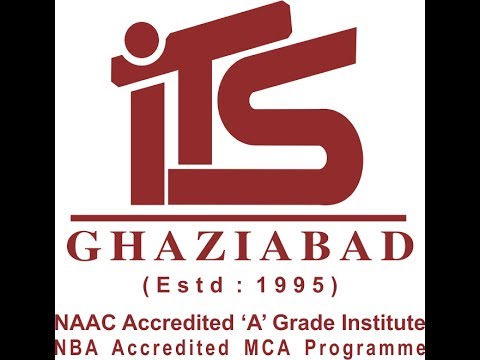 iTS
GHAZIABAD
(Estd : 1995)
NAAC Accredited ‘A’ Grade Institute
NBA Accredited MCA Programme